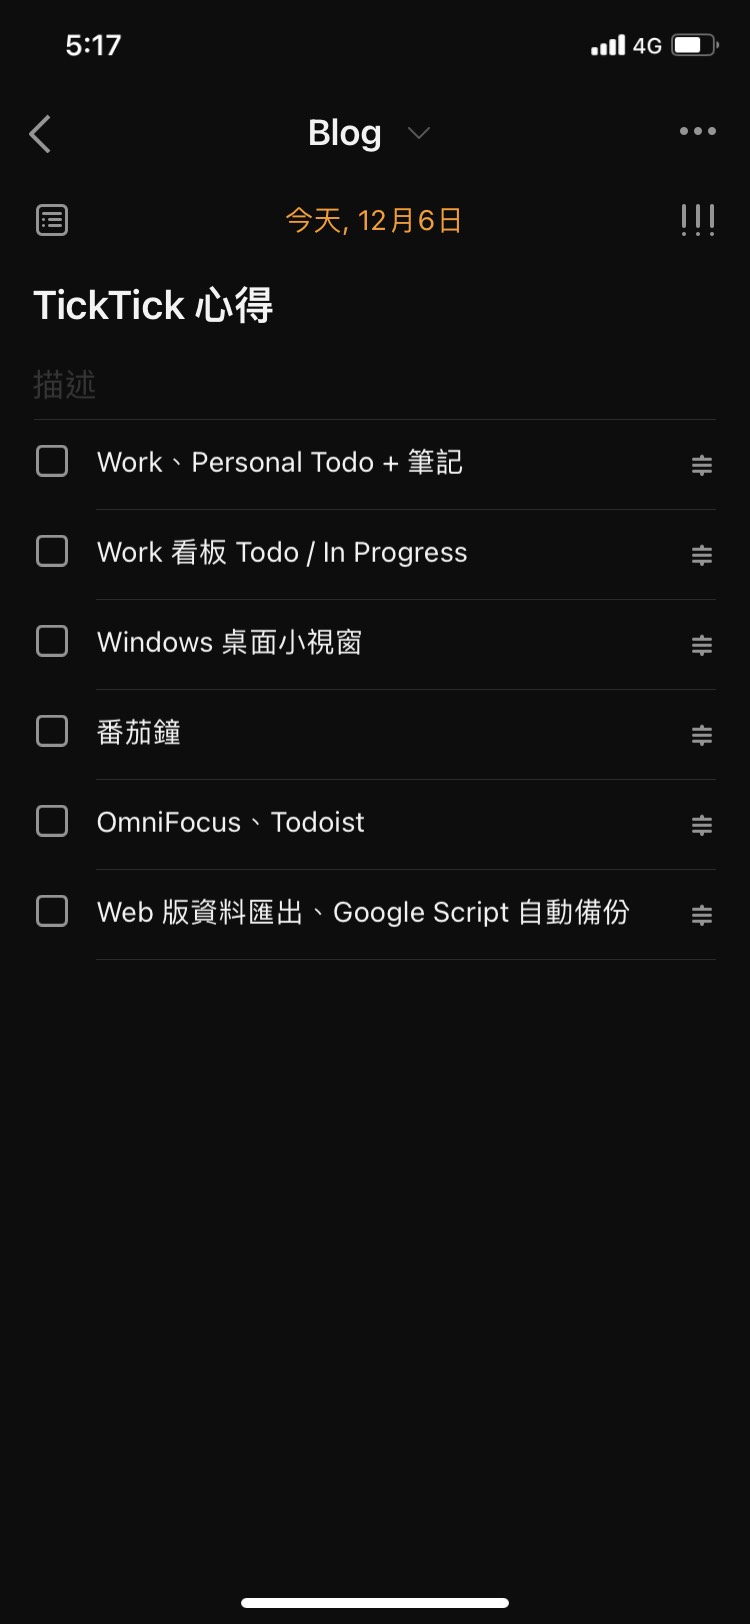 5:17
4G
Blog
今天, 12月6日
TickTick 心得
描述
Work、Personal Todo + 筆記
Work 看板 Todo / In Progress
Windows 桌面小視窗
番茄鐘
OmniFocus、Todoist
Web 版資料匯出、Google Script 自動備份